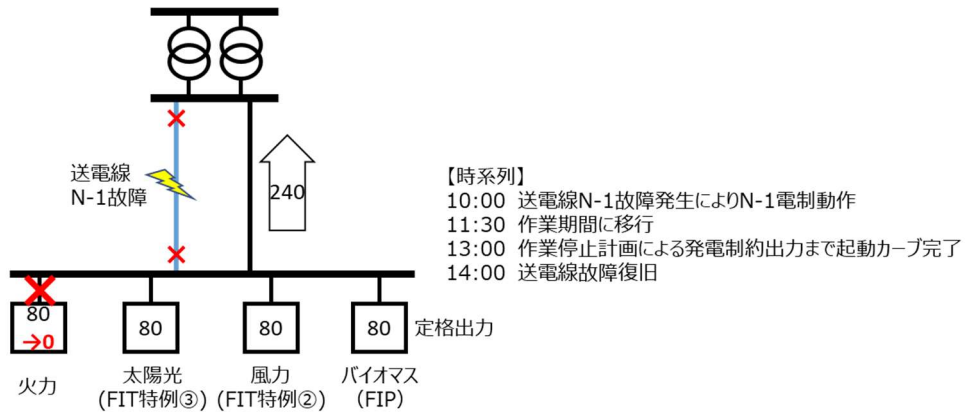 送電線
N-1故障
240
【時系列】
10:00 送電線N-1故障発生によりN-1電制動作
11:30 作業期間に移行
13:00 作業停止計画による発電制約出力まで起動カーブ完了
14:00 送電線故障復旧
80
→0
80
80
80
定格出力
火力
太陽光
(FIT特例③)
風力
(FIT特例②)
バイオマス
(FIP)